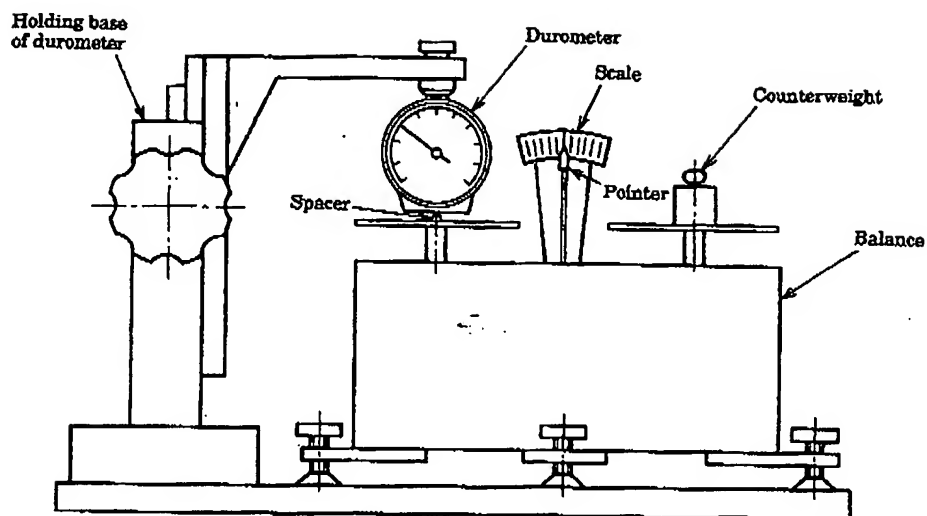 Holding base
of durometer
Durometer
Scale
Counterweight
Spacer
Pointer
Balance